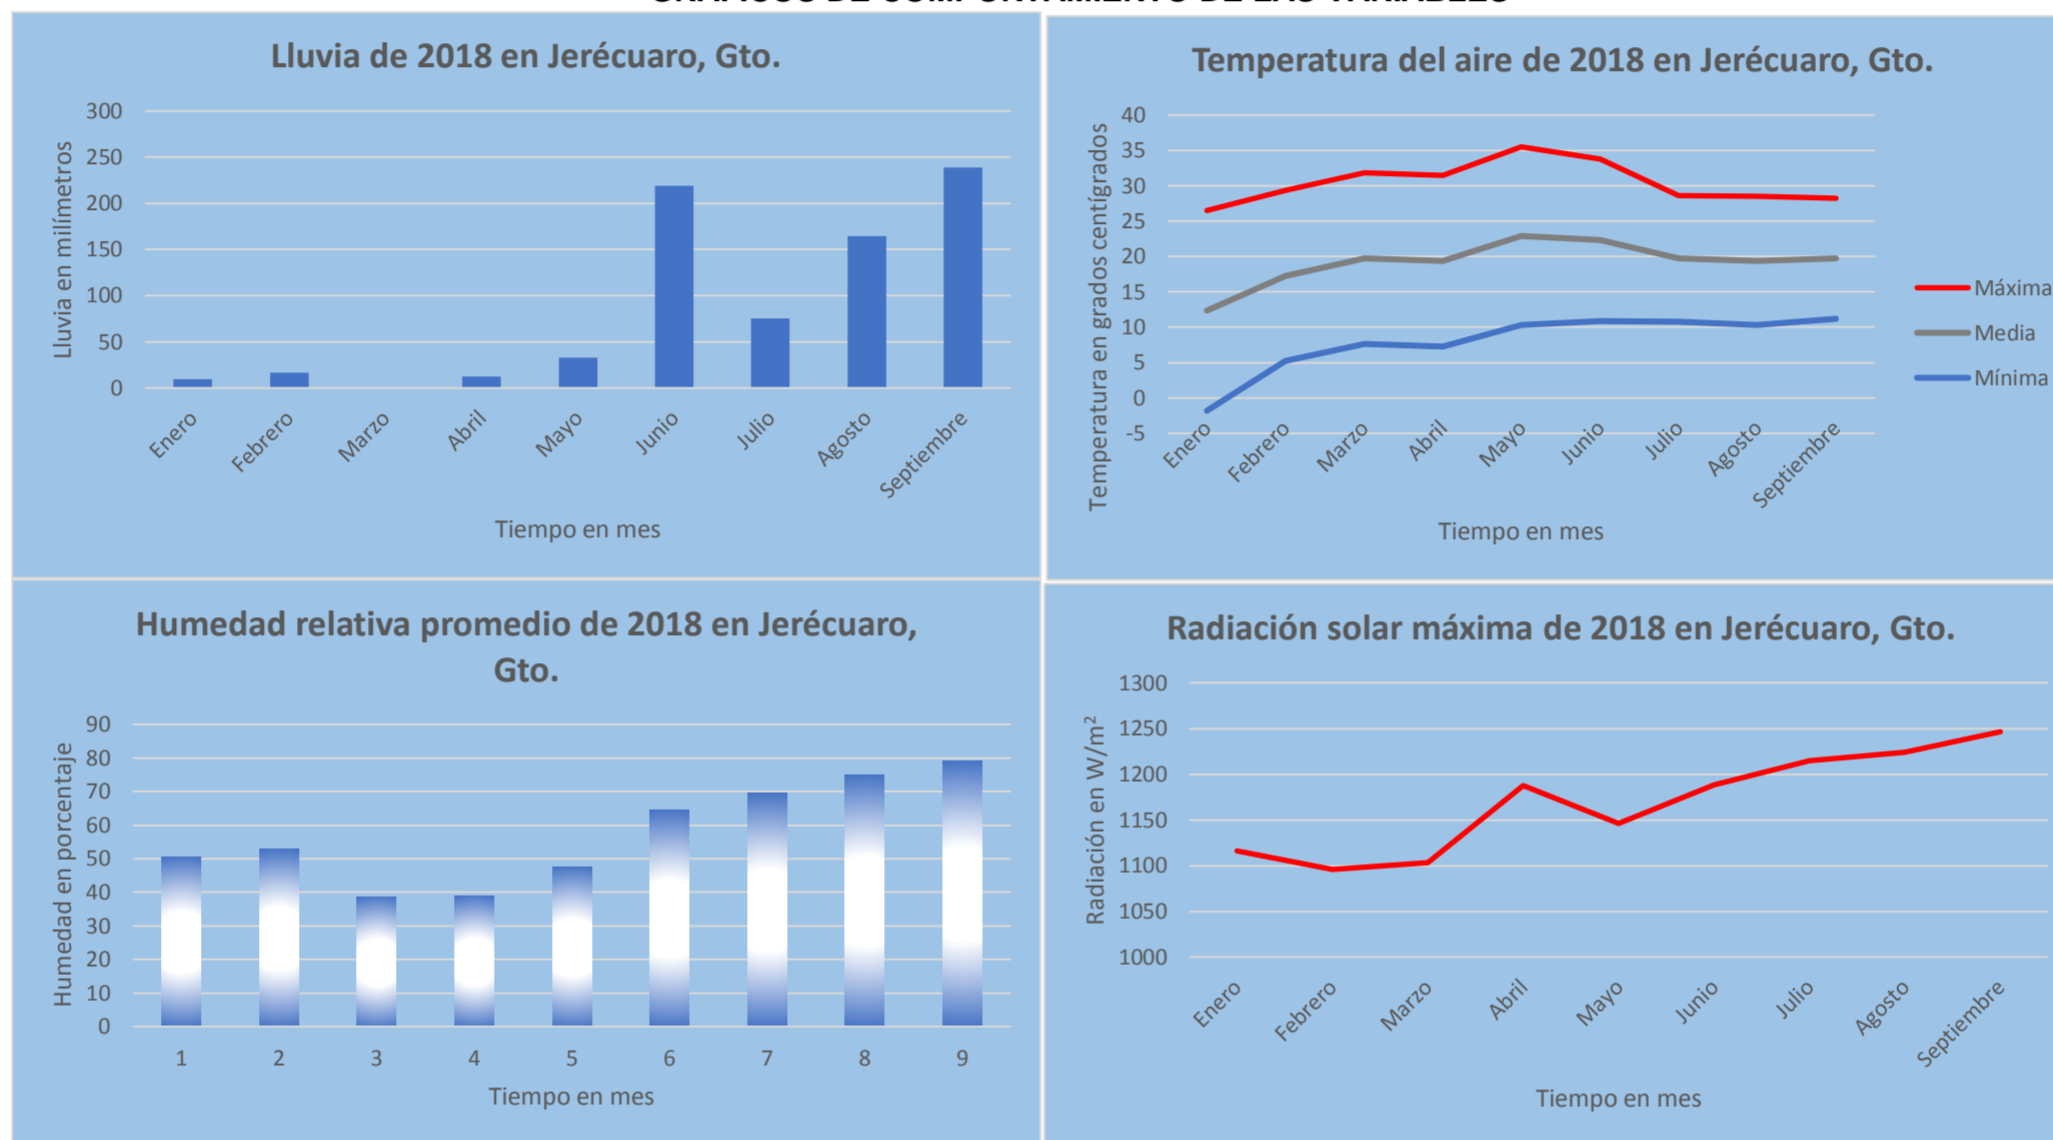 GRÁFICOS DE COMPORTAMIENTO DE LAS VARIABLES
Lluvia de 2018 en Jerécuaro, Gto.
Lluvia en milímetros
300
250
200
150
100
50
0
Enero
Febrero
Marzo
Abril
Mayo
Junio
Julio
Agosto
Septiembre
Tiempo en mes
Temperatura del aire de 2018 en Jerécuaro, Gto.
Temperatura en grados centígrados
40
35
30
25
20
15
10
5
0
-5
Enero
Febrero
Marzo
Abril
Mayo
Junio
Julio
Agosto
Septiembre
Tiempo en mes
Máxima
Media
Mínima
Humedad relativa promedio de 2018 en Jerécuaro,
Gto.
Humedad en porcentaje
90
80
70
60
50
40
30
20
10
0
1
2
3
4
5
6
7
8
9
Tiempo en mes
Radiación solar máxima de 2018 en Jerécuaro, Gto.
Radiación en W/m²
1300
1250
1200
1150
1100
1050
1000
Enero
Febrero
Marzo
Abril
Mayo
Junio
Julio
Agosto
Septiembre
Tiempo en mes